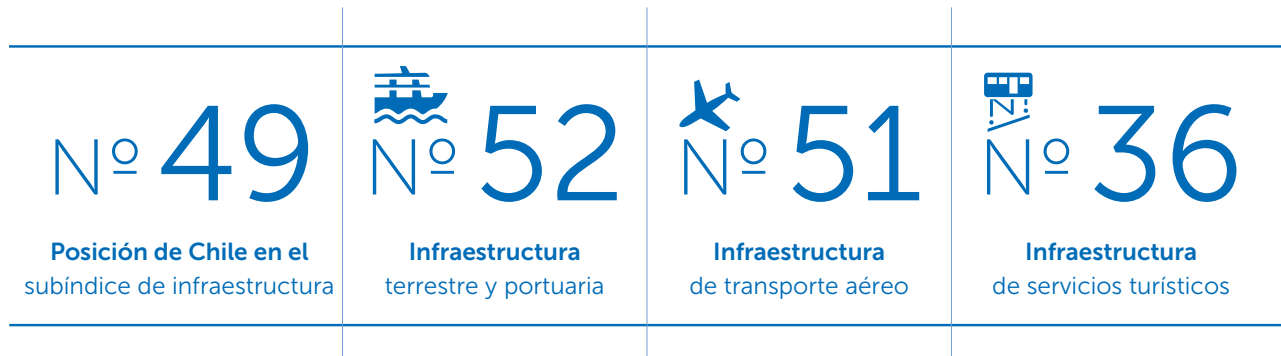 Nº 49
Posición de Chile en el
subíndice de infraestructura
Nº 52
Infraestructura
terrestre y portuaria
Nº 51
Infraestructura
de transporte aéreo
Nº 36
Infraestructura
de servicios turísticos